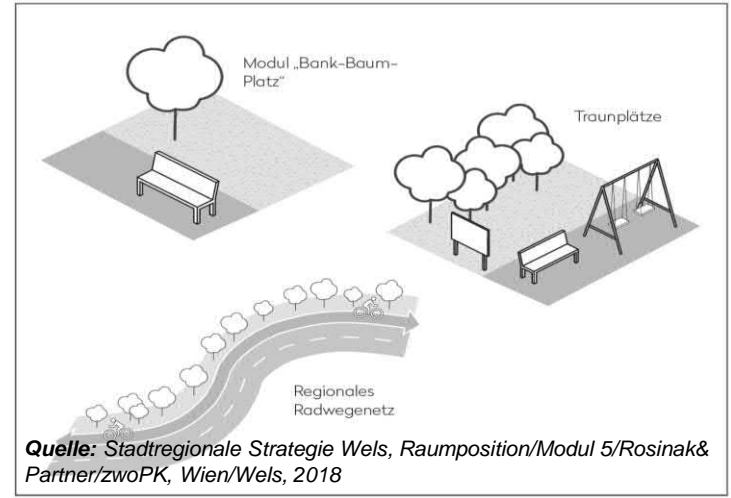 Modul „Bank-Baum-
Platz“
Traunplätze
Regionales
Radwegenetz
Quelle: Stadtregionale Strategie Wels, Raumposition/Modul 5/Rosinak&
Partner/zwoPK, Wien/Wels, 2018